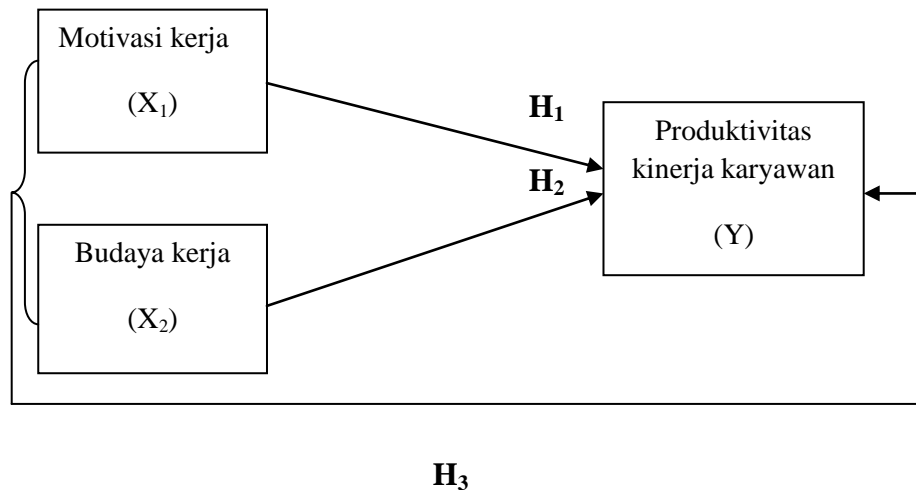 Motivasi kerja
(X₁)
H₁
Produktivitas
kinerja karyawan
(Y)
H₂
Budaya kerja
(X₂)
H₃